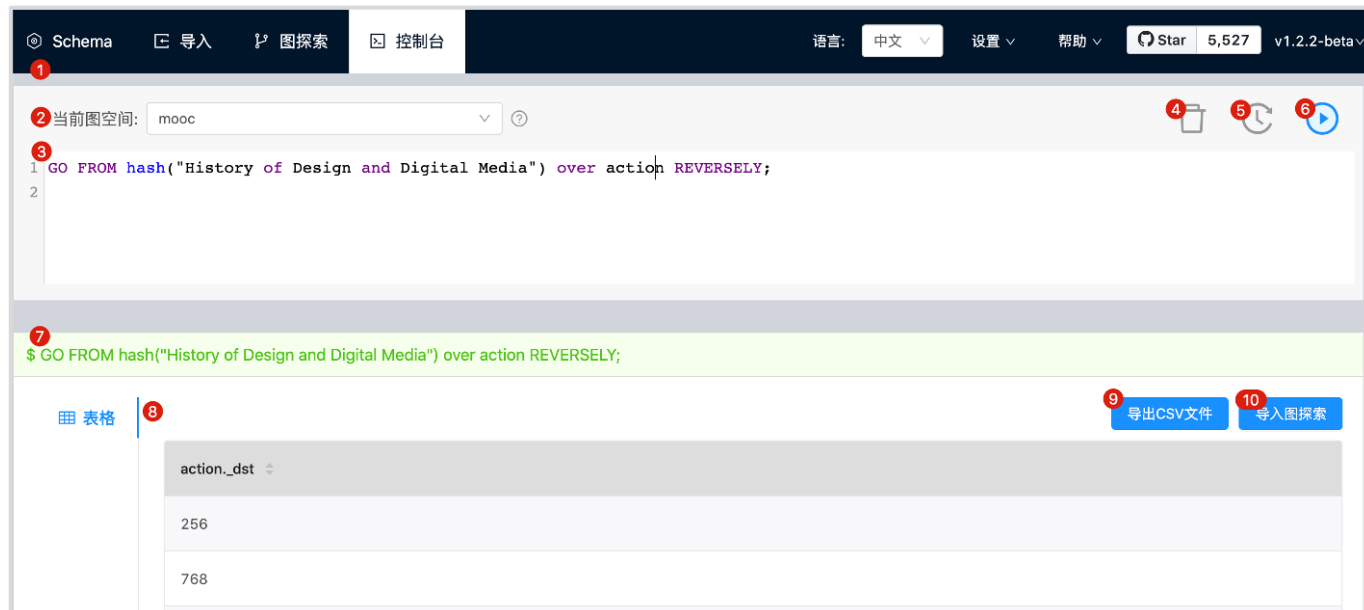 Schema 导入 图探索 控制台 语言: 中文 设置 帮助 Star 5,527 v1.2.2-beta
1
2 当前图空间: mooc ? 4 5 6
3
1 GO FROM hash("History of Design and Digital Media") over action REVERSELY;
2
7
$ GO FROM hash("History of Design and Digital Media") over action REVERSELY;
表格 8 9 导出CSV文件 10 导入图探索
action._dst
256
768